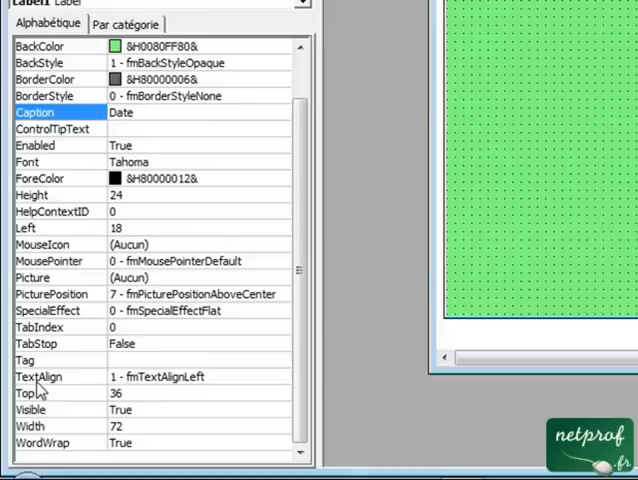 Label1 Label
Alphabétique Par catégorie
BackColor &H0080FF80&
BackStyle 1 - fmBackStyleOpaque
BorderColor &H80000006&
BorderStyle 0 - fmBorderStyleNone
Caption Date
ControlTipText
Enabled True
Font Tahoma
ForeColor &H80000012&
Height 24
HelpContextID 0
Left 18
MouseIcon (Aucun)
MousePointer 0 - fmMousePointerDefault
Picture (Aucun)
PicturePosition 7 - fmPicturePositionAboveCenter
SpecialEffect 0 - fmSpecialEffectFlat
TabIndex 0
TabStop False
Tag
TextAlign 1 - fmTextAlignLeft
Top 36
Visible True
Width 72
WordWrap True
netprof
.fr